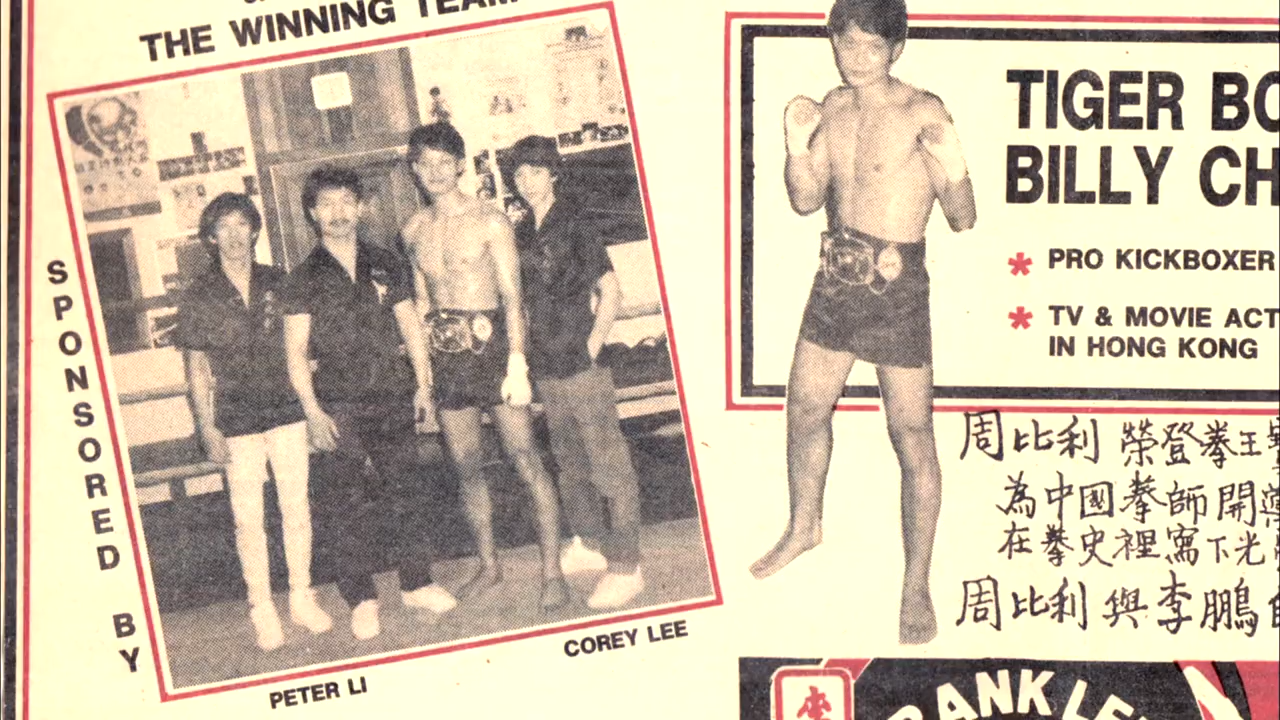 THE WINNING TEAM
SPONSORED BY
PETER LI
COREY LEE
TIGER BO
BILLY CH
* PRO KICKBOXER
* TV & MOVIE ACT
IN HONG KONG
周比利 榮登拳王
為中國拳師開
在拳史裡寫下光
周比利與李鵬
RANK LE
李